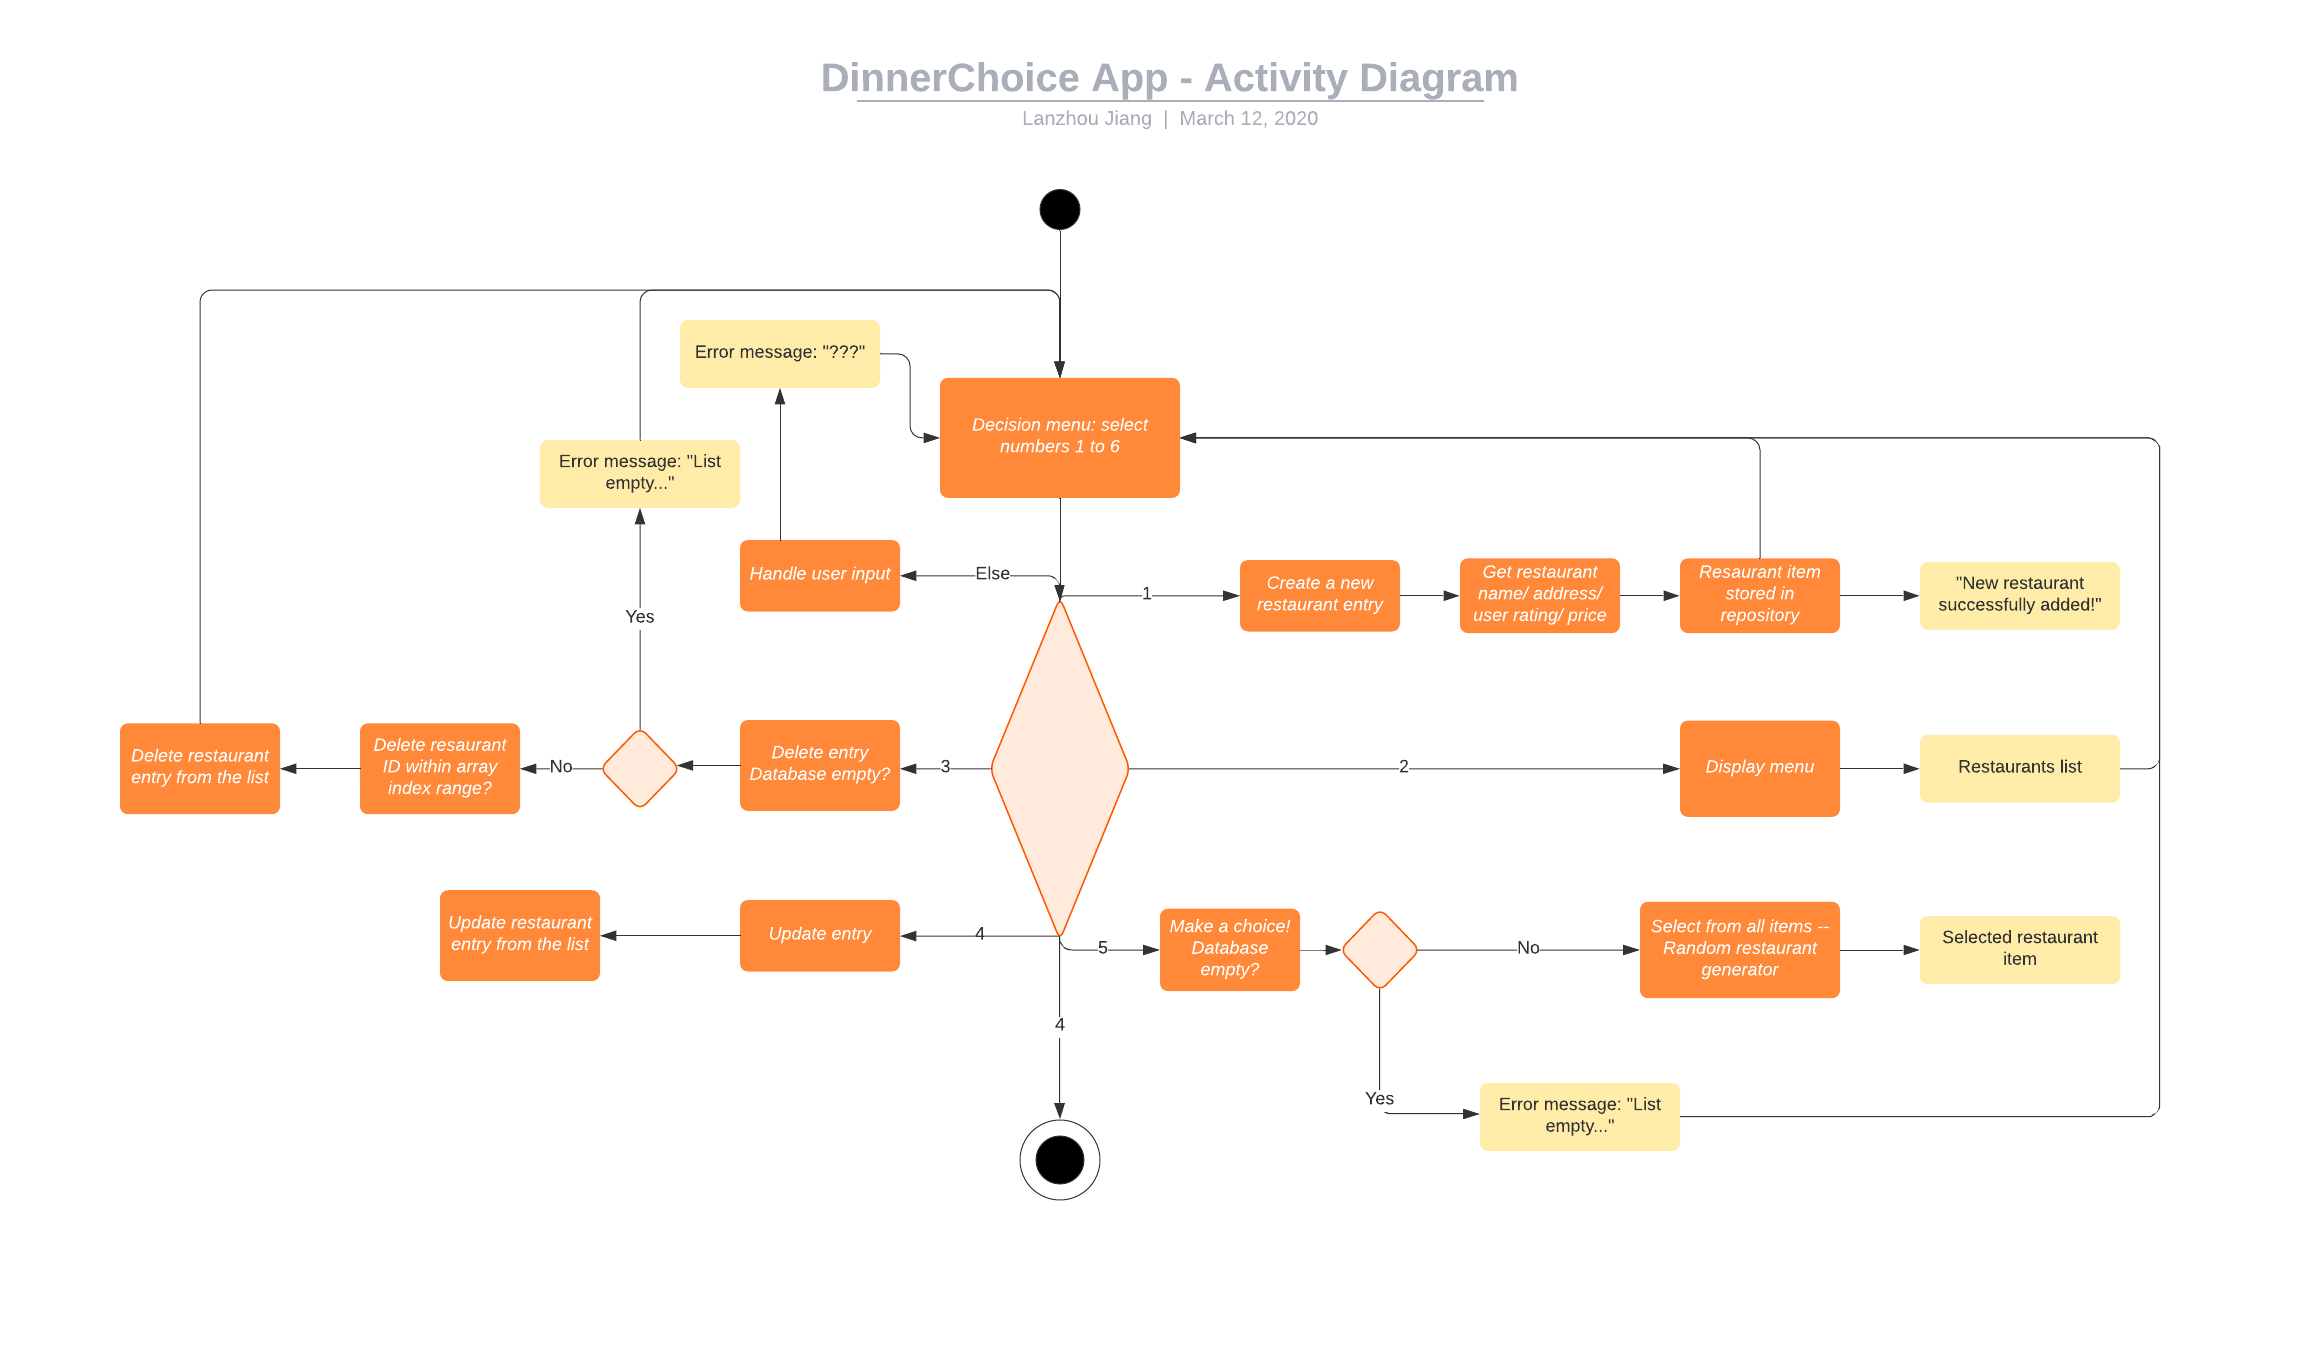 DinnerChoice App - Activity Diagram
Lanzhou Jiang | March 12, 2020
Error message: "???"
Decision menu: select
numbers 1 to 6
Error message: "List
empty..."
Handle user input
Else
1
Create a new
restaurant entry
Get restaurant
name/ address/
user rating/ price
Resaurant item
stored in
repository
"New restaurant
successfully added!"
Yes
Delete restaurant
entry from the list
Delete resaurant
ID within array
index range?
No
Delete entry
Database empty?
3
2
Display menu
Restaurants list
Update restaurant
entry from the list
Update entry
4
5
Make a choice!
Database
empty?
No
Select from all items --
Random restaurant
generator
Selected restaurant
item
4
Yes
Error message: "List
empty..."